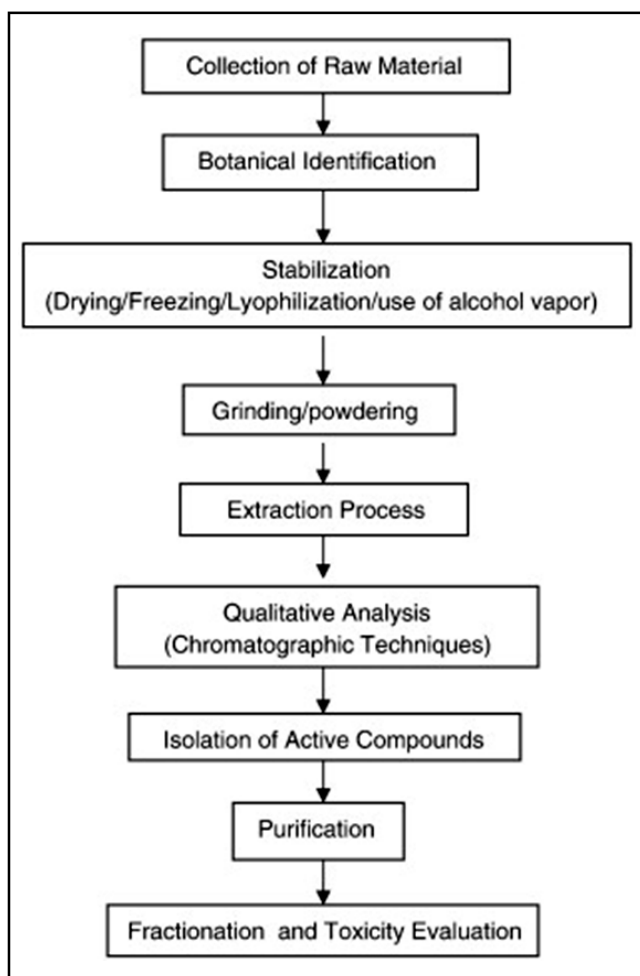 Collection of Raw Material
Botanical Identification
Stabilization
(Drying/Freezing/Lyophilization/use of alcohol vapor)
Grinding/powdering
Extraction Process
Qualitative Analysis
(Chromatographic Techniques)
Isolation of Active Compounds
Purification
Fractionation and Toxicity Evaluation